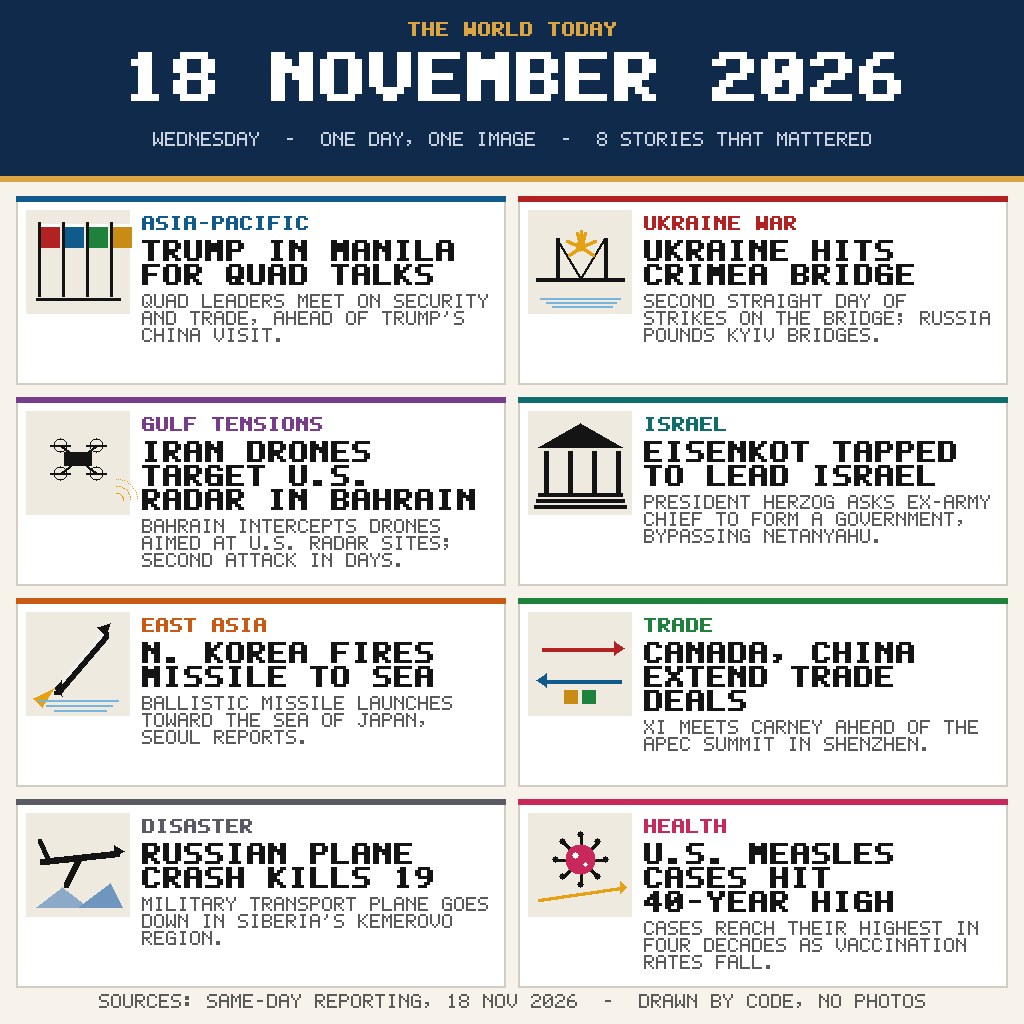 THE WORLD TODAY
18 NOVEMBER 2026
WEDNESDAY - ONE DAY, ONE IMAGE - 8 STORIES THAT MATTERED
ASIA-PACIFIC
TRUMP IN MANILA
FOR QUAD TALKS
QUAD LEADERS MEET ON SECURITY
AND TRADE, AHEAD OF TRUMP'S
CHINA VISIT.
UKRAINE WAR
UKRAINE HITS
CRIMEA BRIDGE
SECOND STRAIGHT DAY OF
STRIKES ON THE BRIDGE; RUSSIA
POUNDS KYIV BRIDGES.
GULF TENSIONS
IRAN DRONES
TARGET U.S.
RADAR IN BAHRAIN
BAHRAIN INTERCEPTS DRONES
AIMED AT U.S. RADAR SITES;
SECOND ATTACK IN DAYS.
ISRAEL
EISENKOT TAPPED
TO LEAD ISRAEL
PRESIDENT HERZOG ASKS EX-ARMY
CHIEF TO FORM A GOVERNMENT,
BYPASSING NETANYAHU.
EAST ASIA
N. KOREA FIRES
MISSILE TO SEA
BALLISTIC MISSILE LAUNCHES
TOWARD THE SEA OF JAPAN,
SEOUL REPORTS.
TRADE
CANADA, CHINA
EXTEND TRADE
DEALS
XI MEETS CARNEY AHEAD OF THE
APEC SUMMIT IN SHENZHEN.
DISASTER
RUSSIAN PLANE
CRASH KILLS 19
MILITARY TRANSPORT PLANE GOES
DOWN IN SIBERIA'S KEMEROVO
REGION.
HEALTH
U.S. MEASLES
CASES HIT
40-YEAR HIGH
CASES REACH THEIR HIGHEST IN
FOUR DECADES AS VACCINATION
RATES FALL.
SOURCES: SAME-DAY REPORTING, 18 NOV 2026 - DRAWN BY CODE, NO PHOTOS